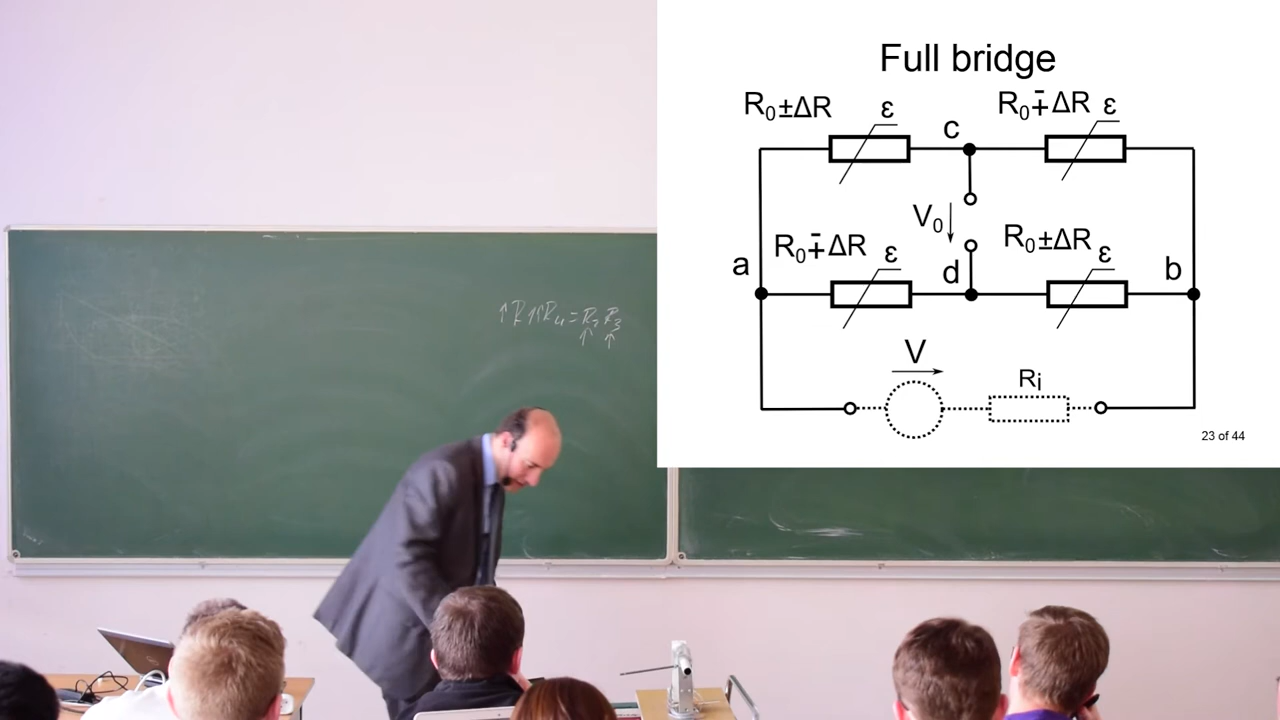 Full bridge
R₀±ΔR ε
c
R₀∓ΔR ε
V₀
R₀∓ΔR ε
R₀±ΔR ε
a
d
b
V
Rᵢ
23 of 44